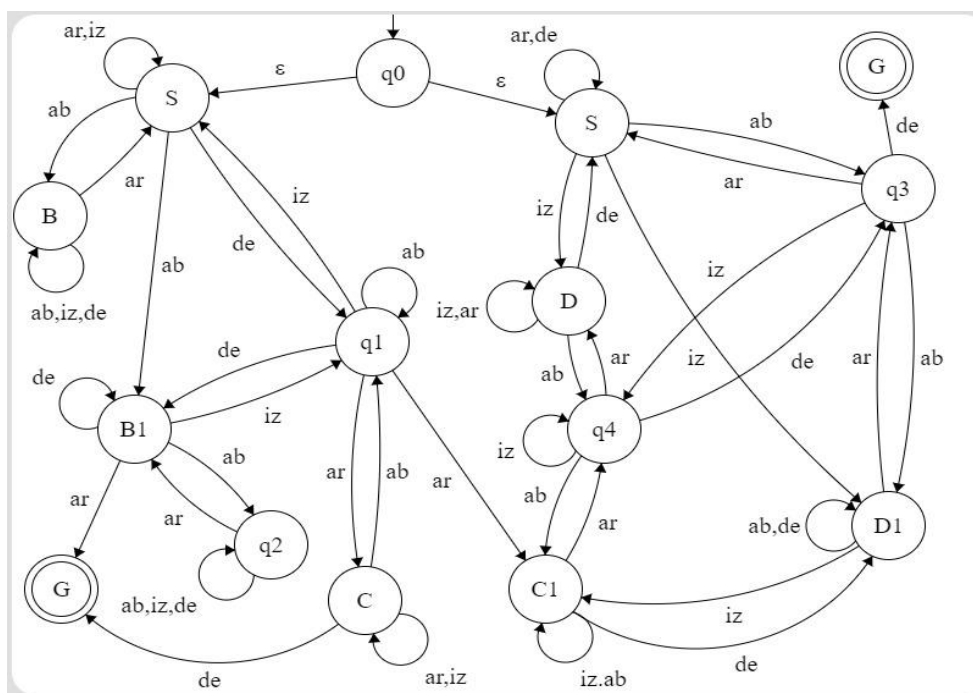 ar,iz
ε
q0
ar,de
G
S
ab
ε
S
ab
de
ar
iz
ar
q3
B
de
iz
de
iz
ab
ab
ab,iz,de
D
iz,ar
q1
de
iz
ar
ab
de
ar
ab
de
B1
iz
iz
q4
ab
ar
ab
ar
ab
ar
ar
ar
q2
ab,de
D1
G
C
C1
ab,iz,de
iz
de
ar,iz
iz.ab
de